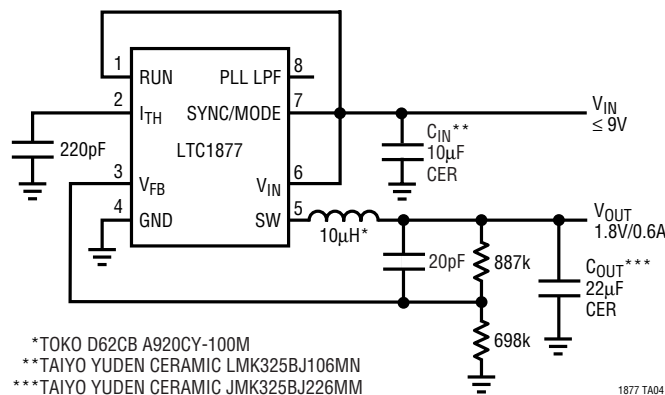 1 RUN
PLL LPF 8
2 I_TH
SYNC/MODE 7
LTC1877
220pF
3 V_FB
V_IN 6
4 GND
SW 5
V_IN
≤ 9V
C_IN**
10µF
CER
10µH*
V_OUT
1.8V/0.6A
20pF
887k
C_OUT***
22µF
CER
698k
*TOKO D62CB A920CY-100M
**TAIYO YUDEN CERAMIC LMK325BJ106MN
***TAIYO YUDEN CERAMIC JMK325BJ226MM
1877 TA04